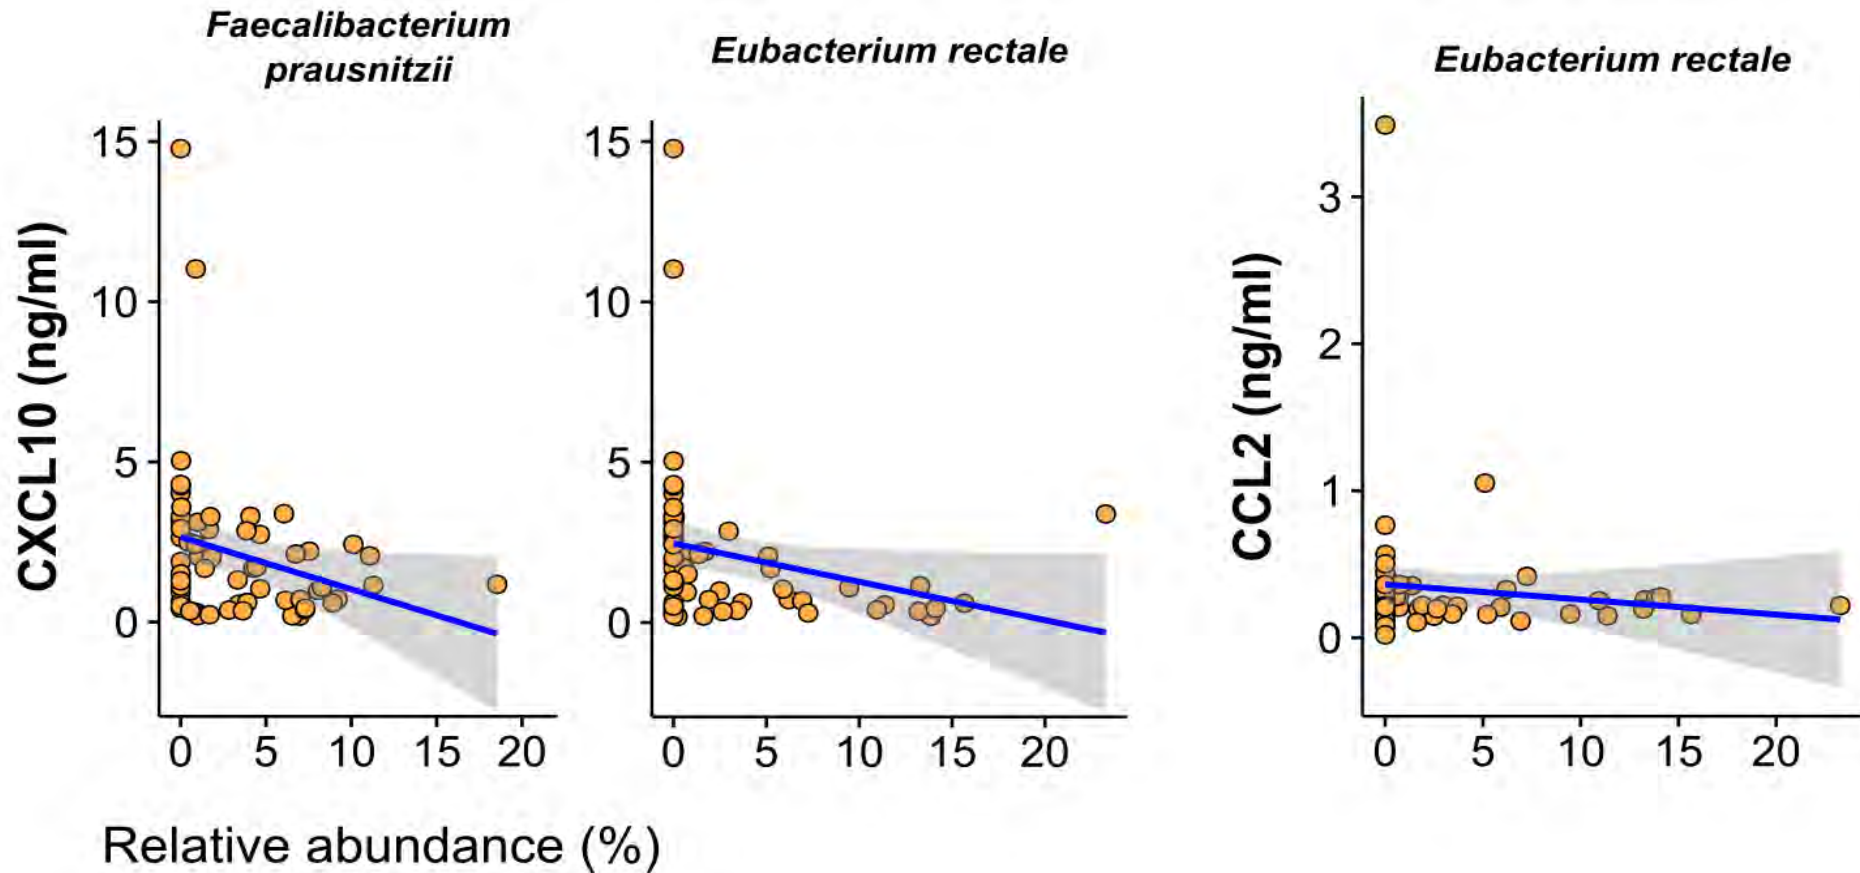 Faecalibacterium
prausnitzii
Eubacterium rectale
Eubacterium rectale
CXCL10 (ng/ml)
15
10
5
0
0 5 10 15 20
15
10
5
0
0 5 10 15 20
CCL2 (ng/ml)
3
2
1
0
0 5 10 15 20
Relative abundance (%)